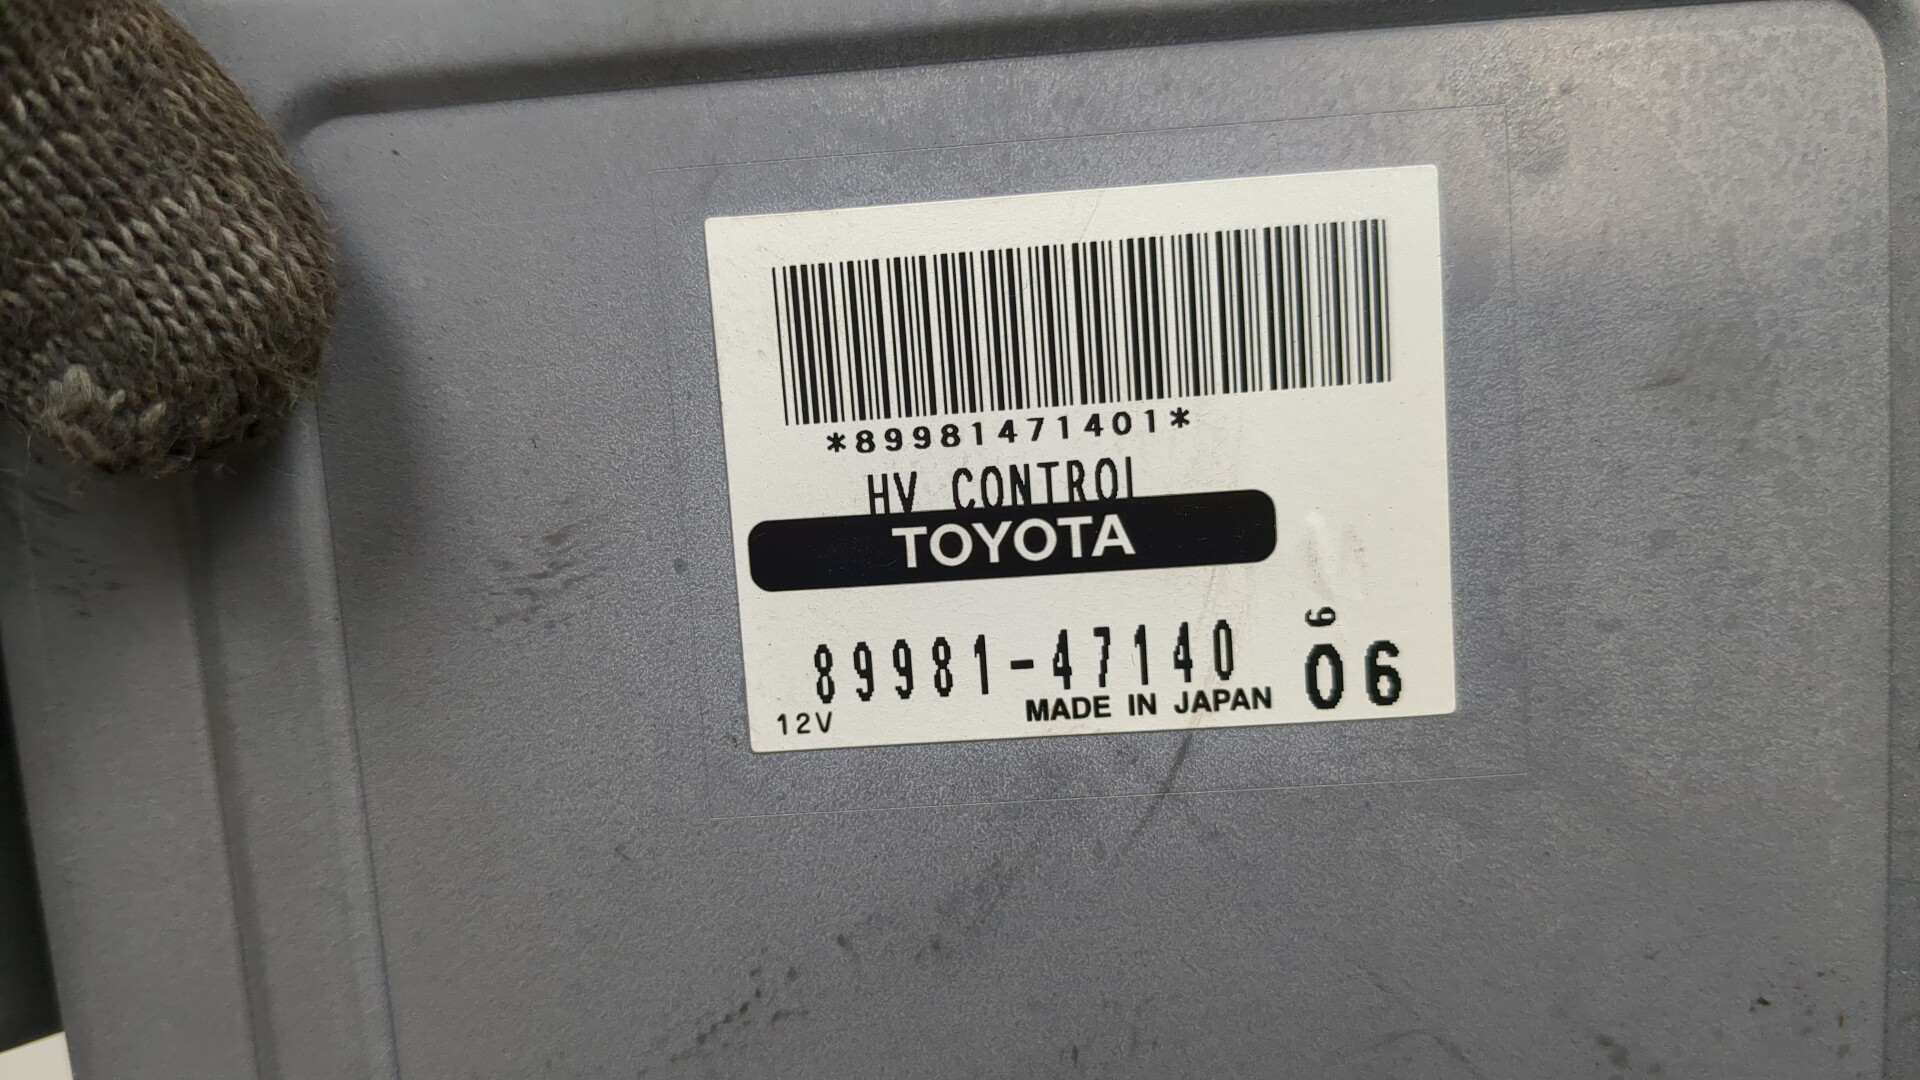 *89981471401*
HV CONTROL
TOYOTA
89981-47140
9
06
12V
MADE IN JAPAN